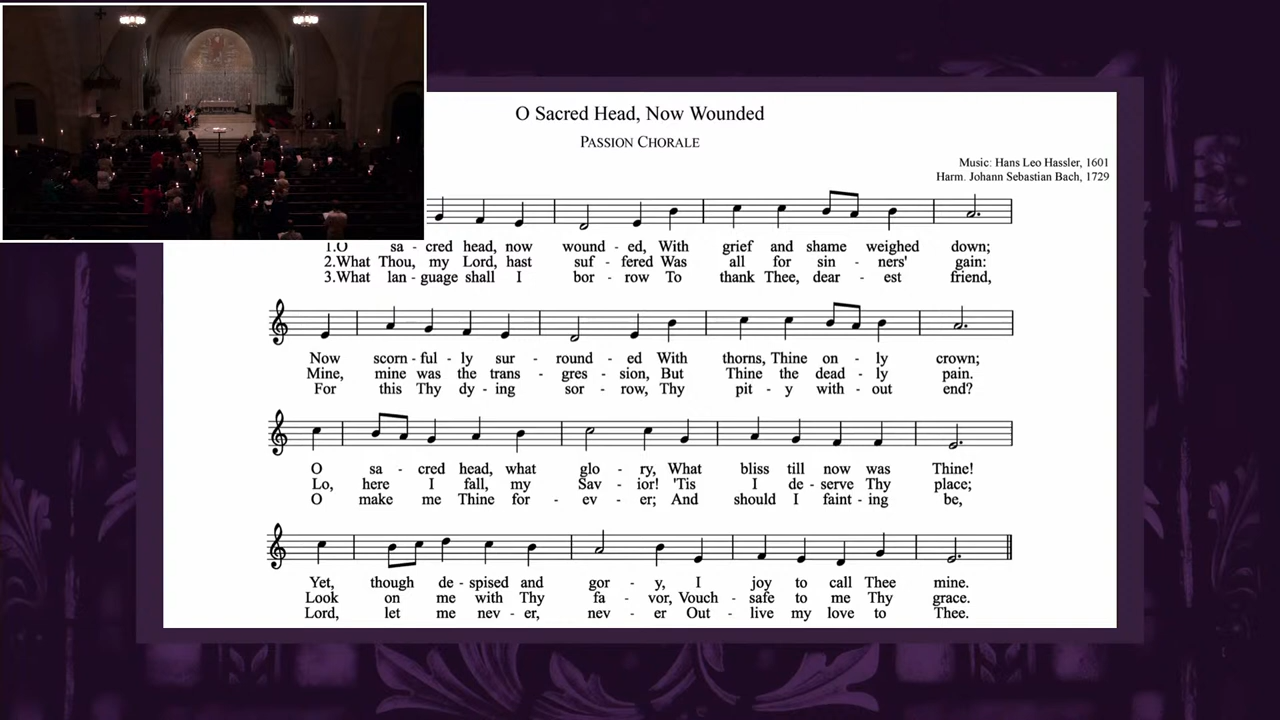 O Sacred Head, Now Wounded
PASSION CHORALE
Music: Hans Leo Hassler, 1601
Harm. Johann Sebastian Bach, 1729
1.O sa - cred head, now wound - ed, With grief and shame weighed down;
2.What Thou, my Lord, hast suf - fered Was all for sin - ners' gain:
3.What lan - guage shall I bor - row To thank Thee, dear - est friend,
Now scorn - ful - ly sur - round - ed With thorns, Thine on - ly crown;
Mine, mine was the trans - gres - sion, But Thine the dead - ly pain.
For this Thy dy - ing sor - row, Thy pit - y with - out end?
O sa - cred head, what glo - ry, What bliss till now was Thine!
Lo, here I fall, my Sav - ior! 'Tis I de - serve Thy place;
O make me Thine for - ev - er; And should I faint - ing be,
Yet, though de - spised and gor - y, I joy to call Thee mine.
Look on me with Thy fa - vor, Vouch - safe to me Thy grace.
Lord, let me nev - er, nev - er Out - live my love to Thee.